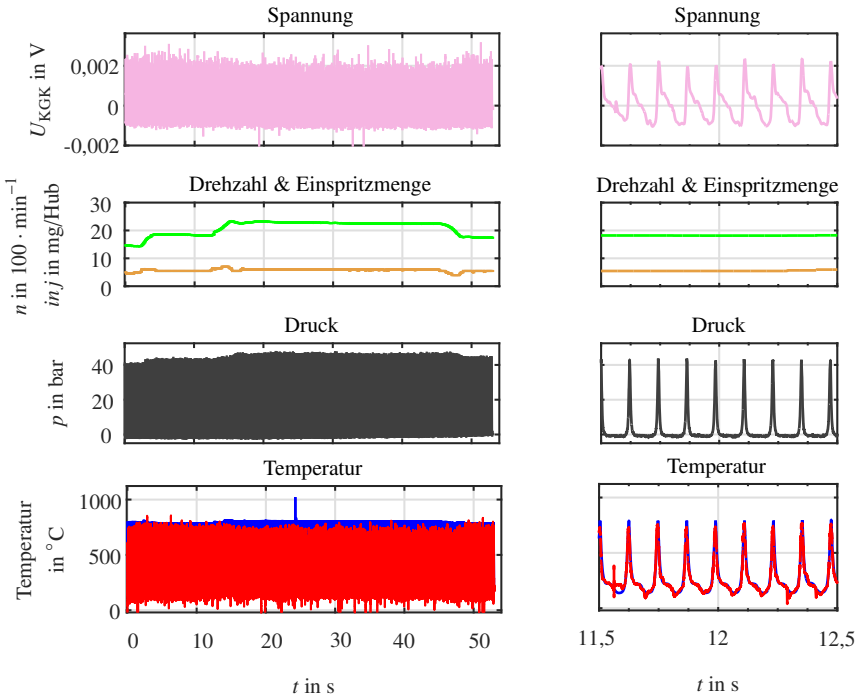 Spannung
Spannung
U_KGK in V
0,002
0
-0,002
Drehzahl & Einspritzmenge
Drehzahl & Einspritzmenge
n in 100 · min⁻¹
inj in mg/Hub
30
20
10
0
Druck
Druck
p in bar
40
20
0
Temperatur
Temperatur
Temperatur
in °C
1000
500
0
0 10 20 30 40 50
11,5 12 12,5
t in s
t in s